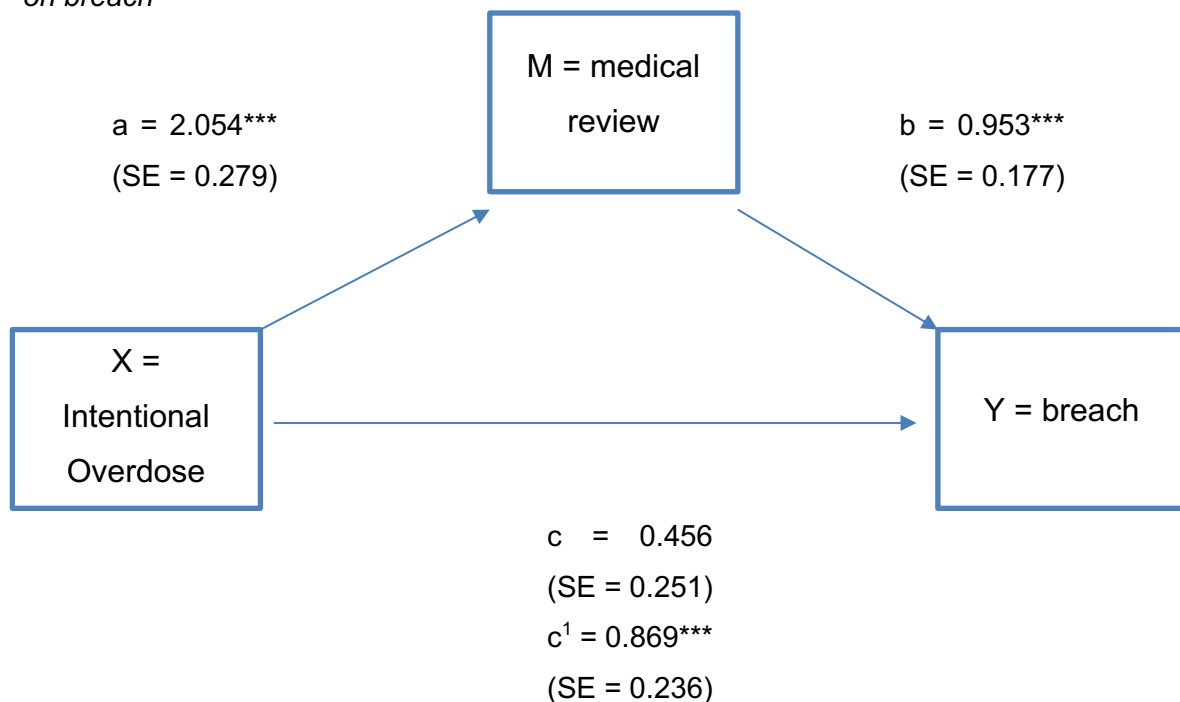 on breach
M = medical
review
a = 2.054***
(SE = 0.279)
b = 0.953***
(SE = 0.177)
X =
Intentional
Overdose
Y = breach
c = 0.456
(SE = 0.251)
c¹ = 0.869***
(SE = 0.236)